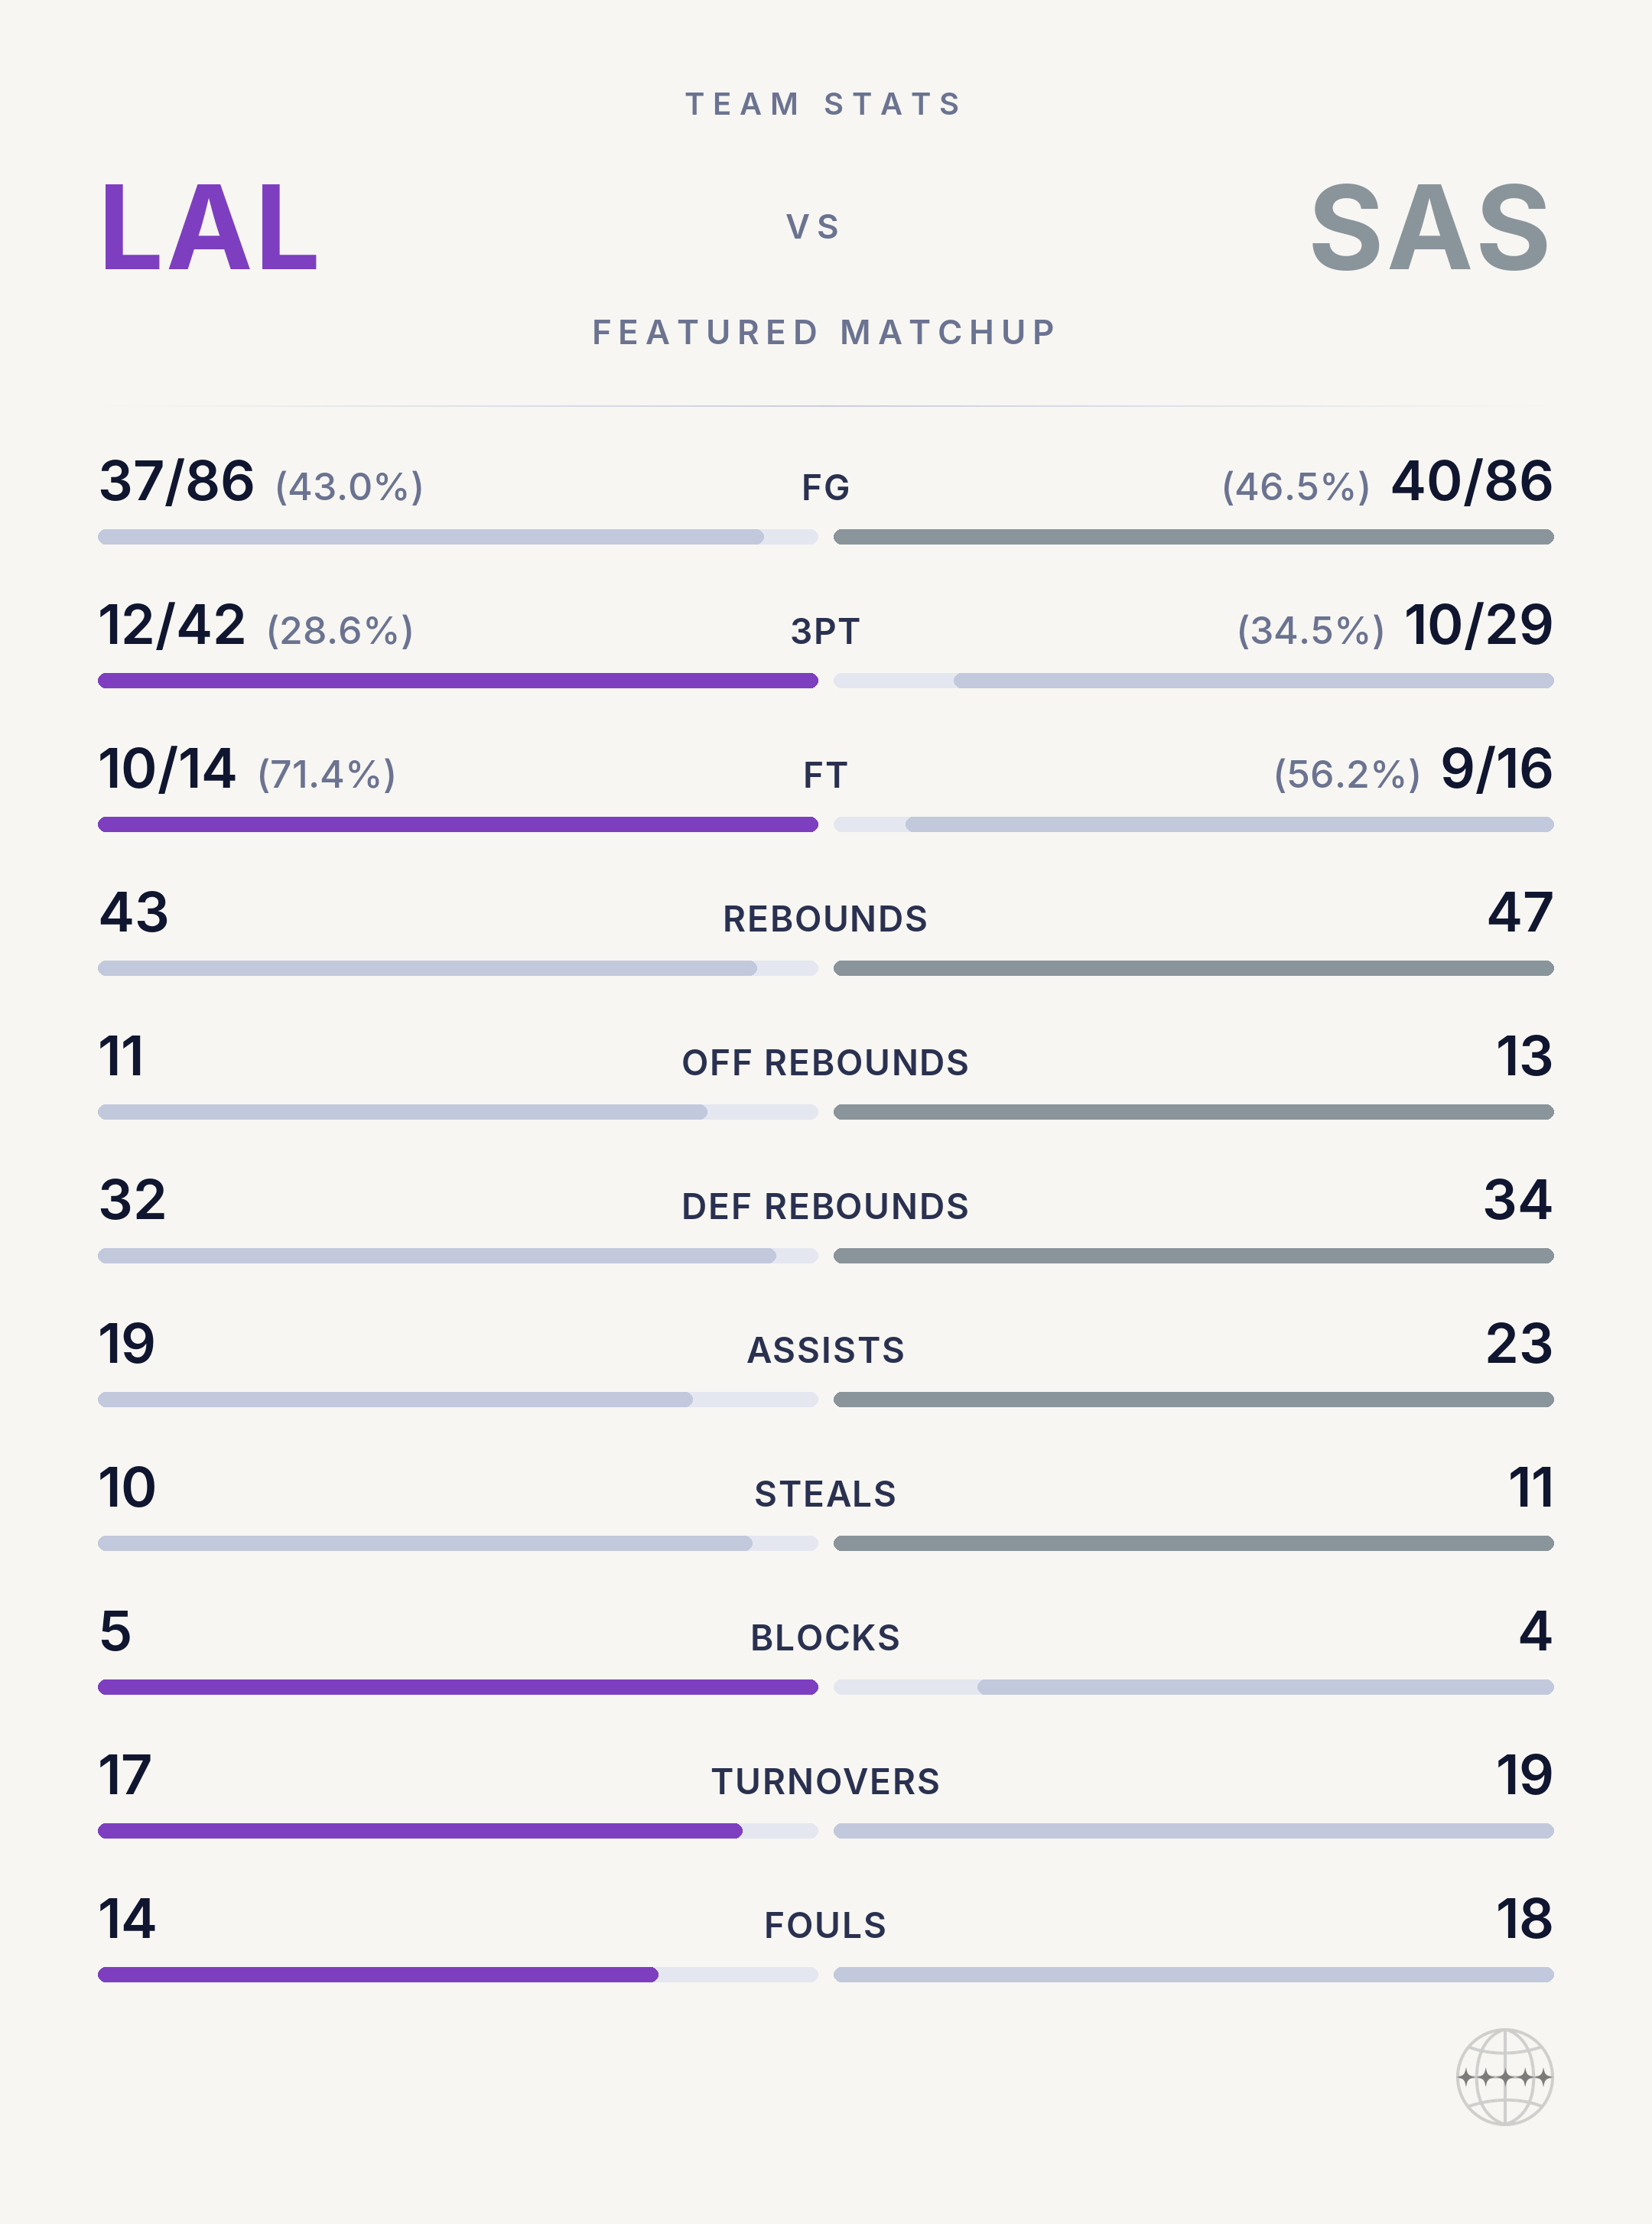 TEAM STATS
LAL VS SAS
FEATURED MATCHUP
37/86 (43.0%) FG (46.5%) 40/86
12/42 (28.6%) 3PT (34.5%) 10/29
10/14 (71.4%) FT (56.2%) 9/16
43 REBOUNDS 47
11 OFF REBOUNDS 13
32 DEF REBOUNDS 34
19 ASSISTS 23
10 STEALS 11
5 BLOCKS 4
17 TURNOVERS 19
14 FOULS 18